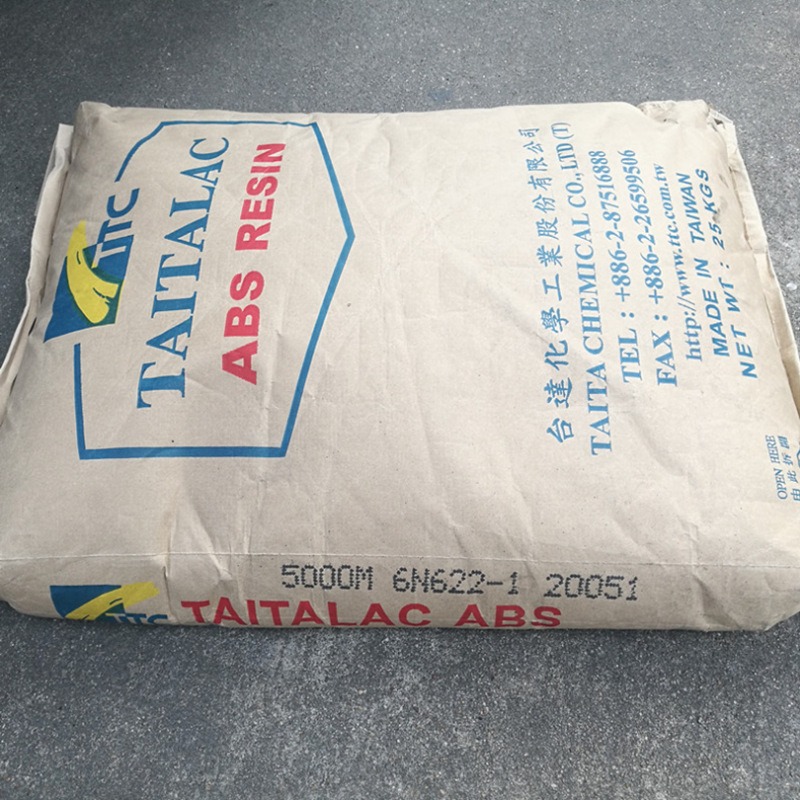 TTC
TAITALAC
ABS RESIN
台達化學工業股份有限公司
TAITA CHEMICAL CO.,LTD(T)
TEL：+886-2-87516888
FAX：+886-2-26599506
http://www.ttc.com.tw
MADE IN TAIWAN
NET WT: 25-KGS
OPEN HERE
由此拆開
5000M 6N622-1 20051
TTC TAITALAC ABS